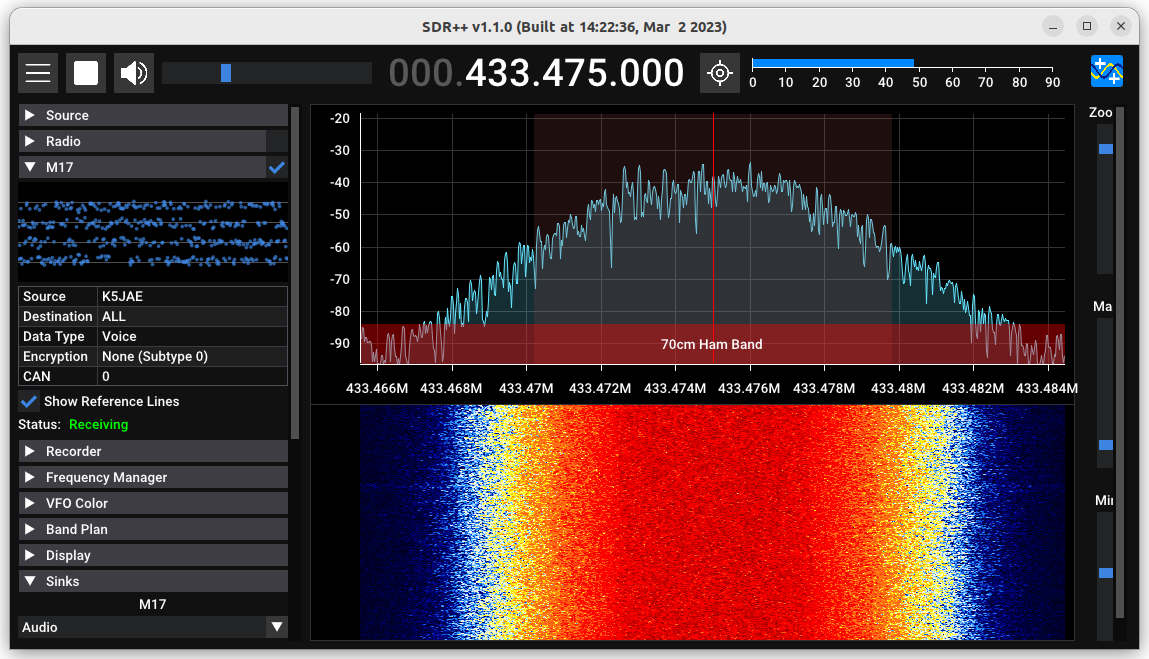 SDR++ v1.1.0 (Built at 14:22:36, Mar 2 2023)
000.433.475.000
0 10 20 30 40 50 60 70 80 90
Source
Radio
M17
Source K5JAE
Destination ALL
Data Type Voice
Encryption None (Subtype 0)
CAN 0
Show Reference Lines
Status: Receiving
Recorder
Frequency Manager
VFO Color
Band Plan
Display
Sinks
M17
Audio
-20
-30
-40
-50
-60
-70
-80
-90
70cm Ham Band
433.466M 433.468M 433.47M 433.472M 433.474M 433.476M 433.478M 433.48M 433.482M 433.484M
Zoo
Ma
Mi